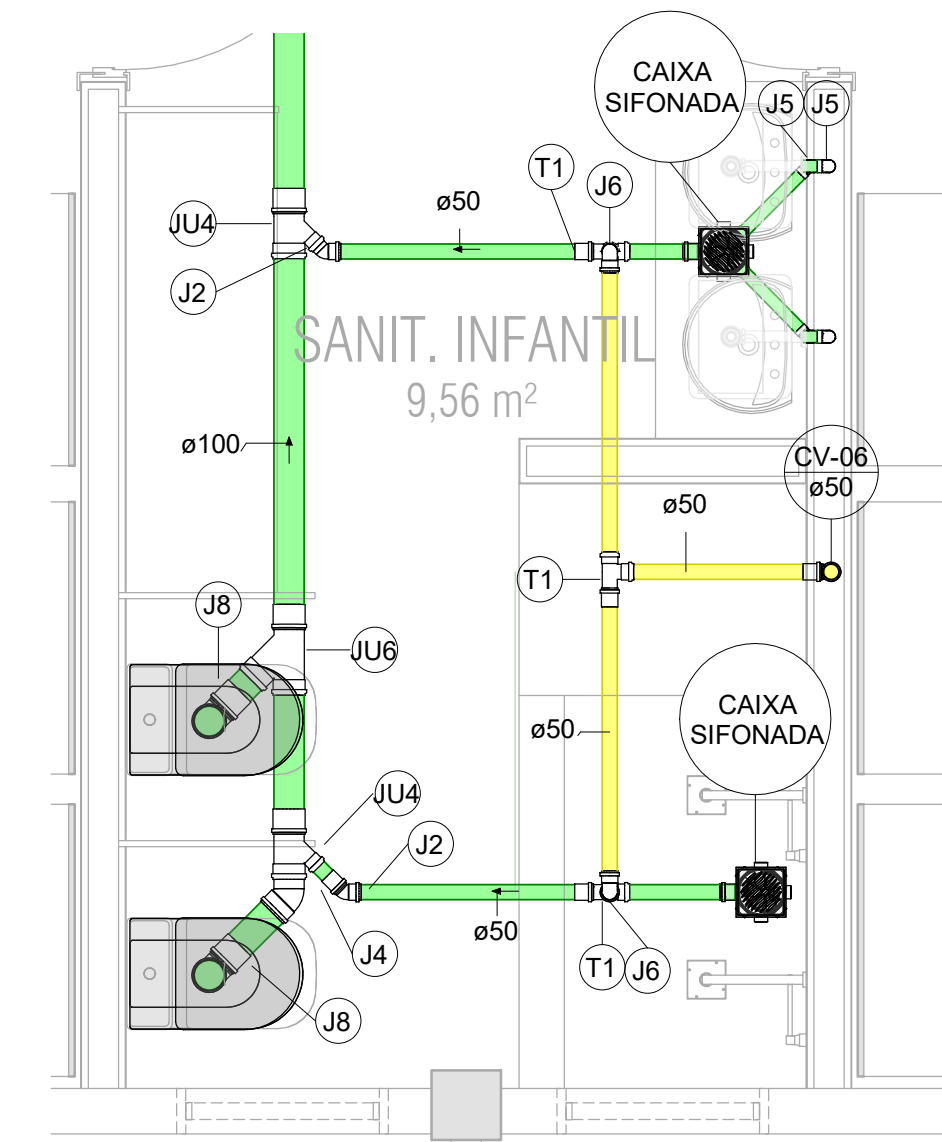 CAIXA
SIFONADA
J5
J5
T1
J6
ø50
JU4
J2
SANIT. INFANTIL
9,56 m²
ø100
CV-06
ø50
ø50
T1
J8
JU6
CAIXA
SIFONADA
ø50
JU4
J2
ø50
J4
T1
J6
J8